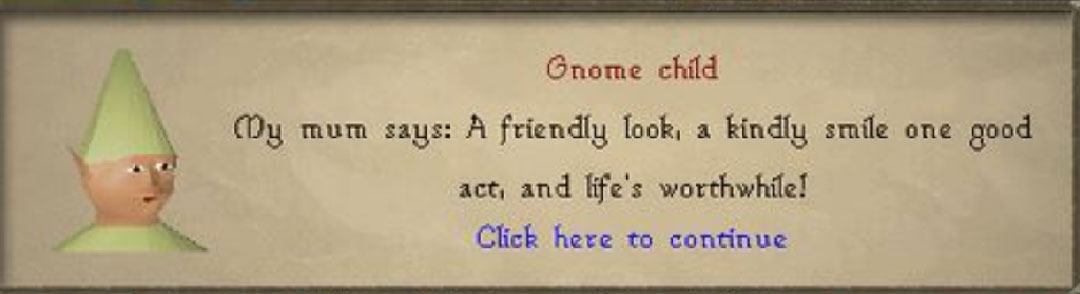 Gnome child
My mum says: A friendly look, a kindly smile one good
act, and life's worthwhile!
Click here to continue